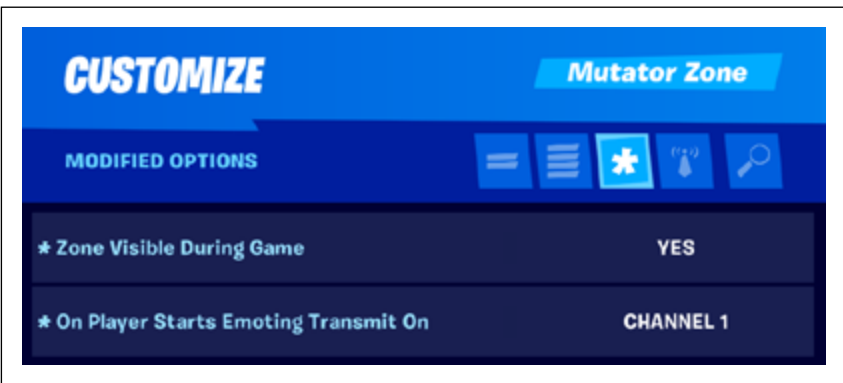 CUSTOMIZE
Mutator Zone
MODIFIED OPTIONS
* Zone Visible During Game YES
* On Player Starts Emoting Transmit On CHANNEL 1